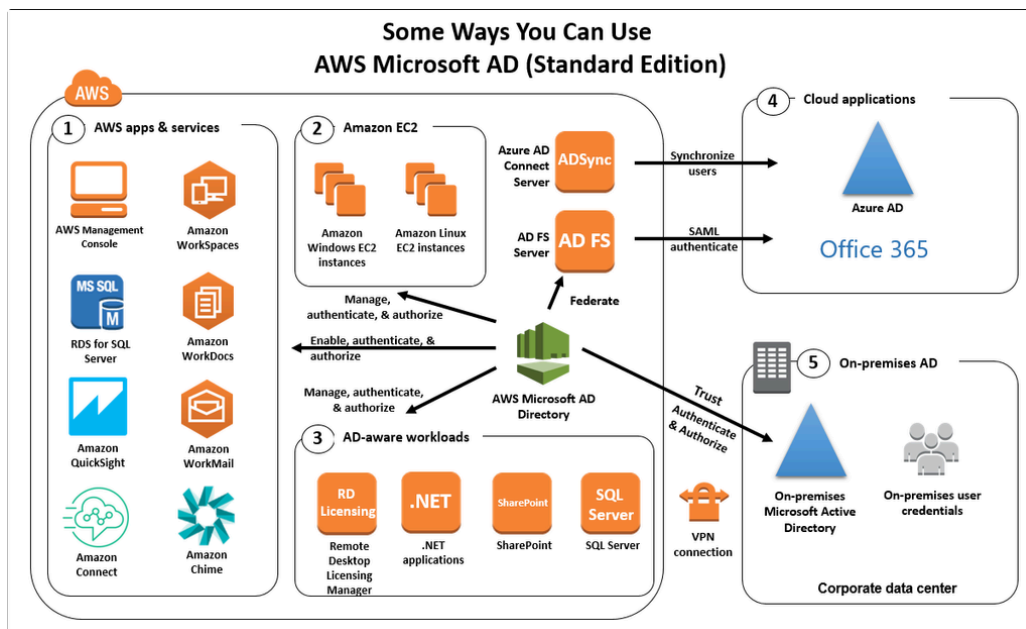 Some Ways You Can Use
AWS Microsoft AD (Standard Edition)
AWS
1
AWS apps & services
AWS Management
Console
Amazon
WorkSpaces
MS SQL
M
RDS for SQL
Server
Amazon
WorkDocs
Amazon
QuickSight
Amazon
WorkMail
Amazon
Connect
Amazon
Chime
2
Amazon EC2
Amazon
Windows EC2
instances
Amazon Linux
EC2 instances
Azure AD
Connect
Server
ADSync
AD FS
Server
AD FS
Synchronize
users
SAML
authenticate
Federate
Manage,
authenticate, & authorize
Enable, authenticate, &
authorize
Manage, authenticate,
& authorize
AWS Microsoft AD
Directory
Trust
Authenticate
& Authorize
3
AD-aware workloads
RD
Licensing
Remote
Desktop
Licensing
Manager
.NET
.NET
applications
SharePoint
SharePoint
SQL
Server
SQL Server
VPN
connection
4
Cloud applications
Azure AD
Office 365
5
On-premises AD
On-premises
Microsoft Active
Directory
On-premises user
credentials
Corporate data center